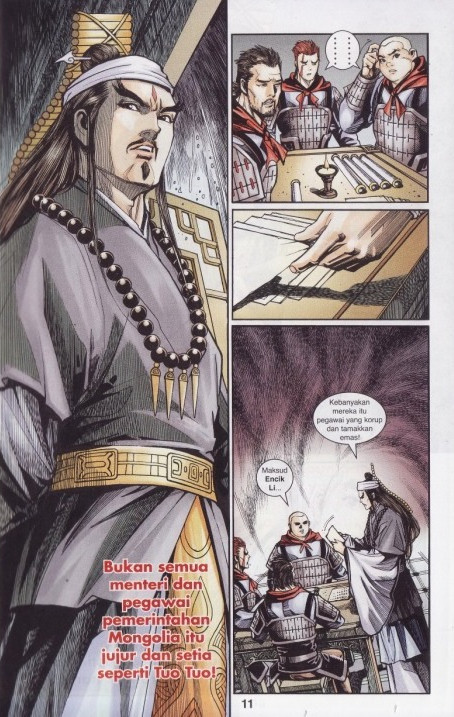 Bukan semua
menteri dan
pegawai
pemerintahan
Mongolia itu
jujur dan setia
seperti Tuo Tuo!
......
......
Kebanyakan
mereka itu
pegawai yang korup
dan tamakkan
emas!
Maksud
Encik
Li...
11